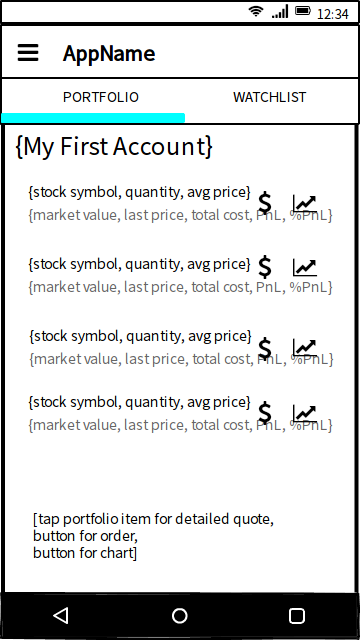 12:34
AppName
PORTFOLIO WATCHLIST
{My First Account}
{stock symbol, quantity, avg price}
{market value, last price, total cost, PnL, %PnL}
{stock symbol, quantity, avg price}
{market value, last price, total cost, PnL, %PnL}
{stock symbol, quantity, avg price}
{market value, last price, total cost, PnL, %PnL}
{stock symbol, quantity, avg price}
{market value, last price, total cost, PnL, %PnL}
[tap portfolio item for detailed quote,
button for order,
button for chart]